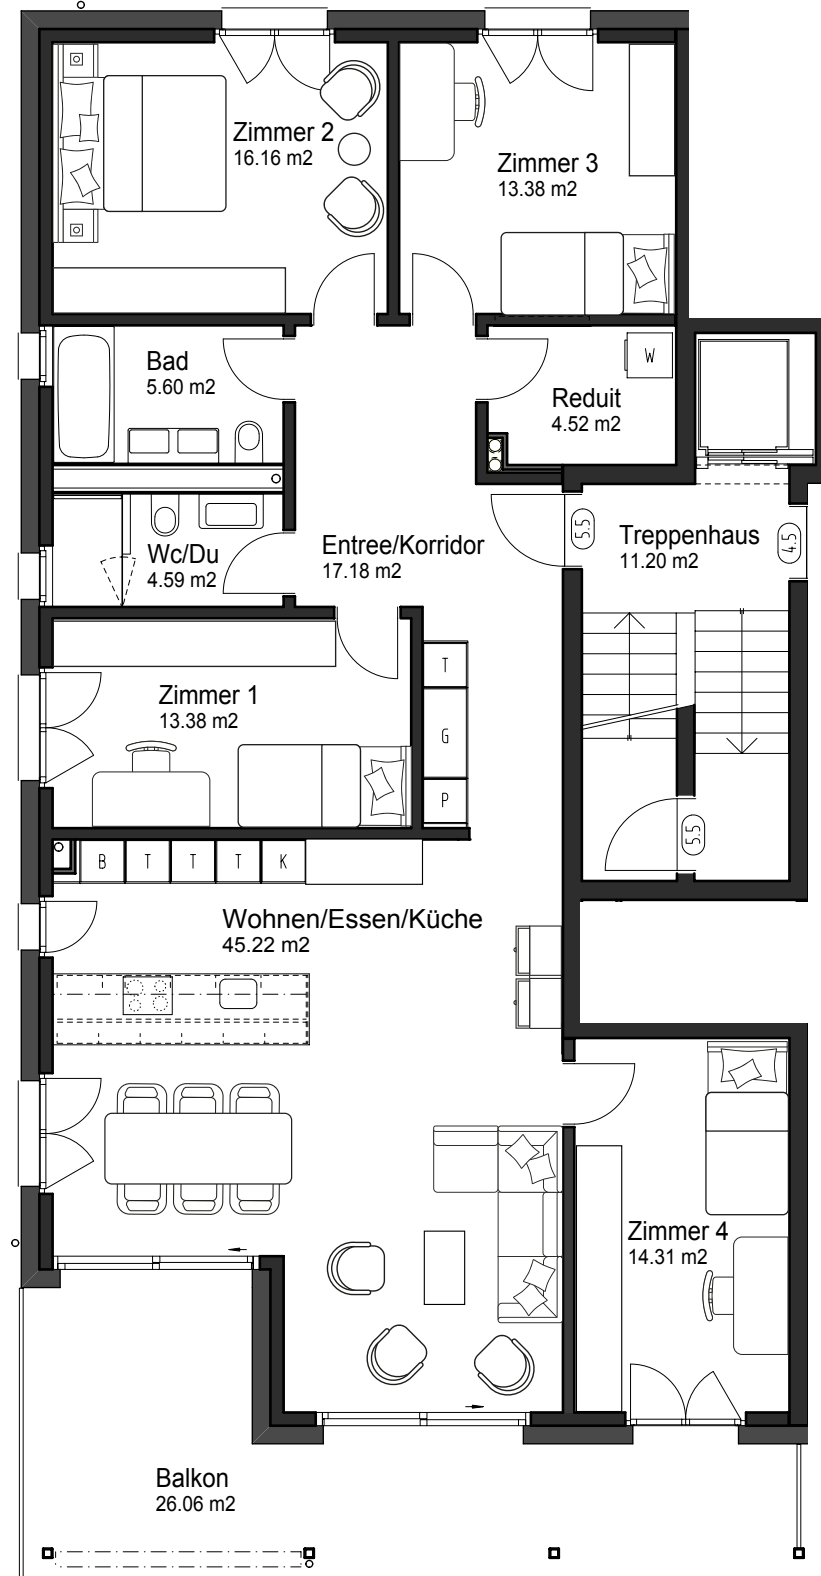 Zimmer 2
16.16 m2
Zimmer 3
13.38 m2
Bad
5.60 m2
W
Reduit
4.52 m2
Wc/Du
4.59 m2
Entree/Korridor
17.18 m2
5.5
Treppenhaus
11.20 m2
4.5
Zimmer 1
13.38 m2
T
G
P
5.5
B T T T K
Wohnen/Essen/Küche
45.22 m2
Zimmer 4
14.31 m2
Balkon
26.06 m2